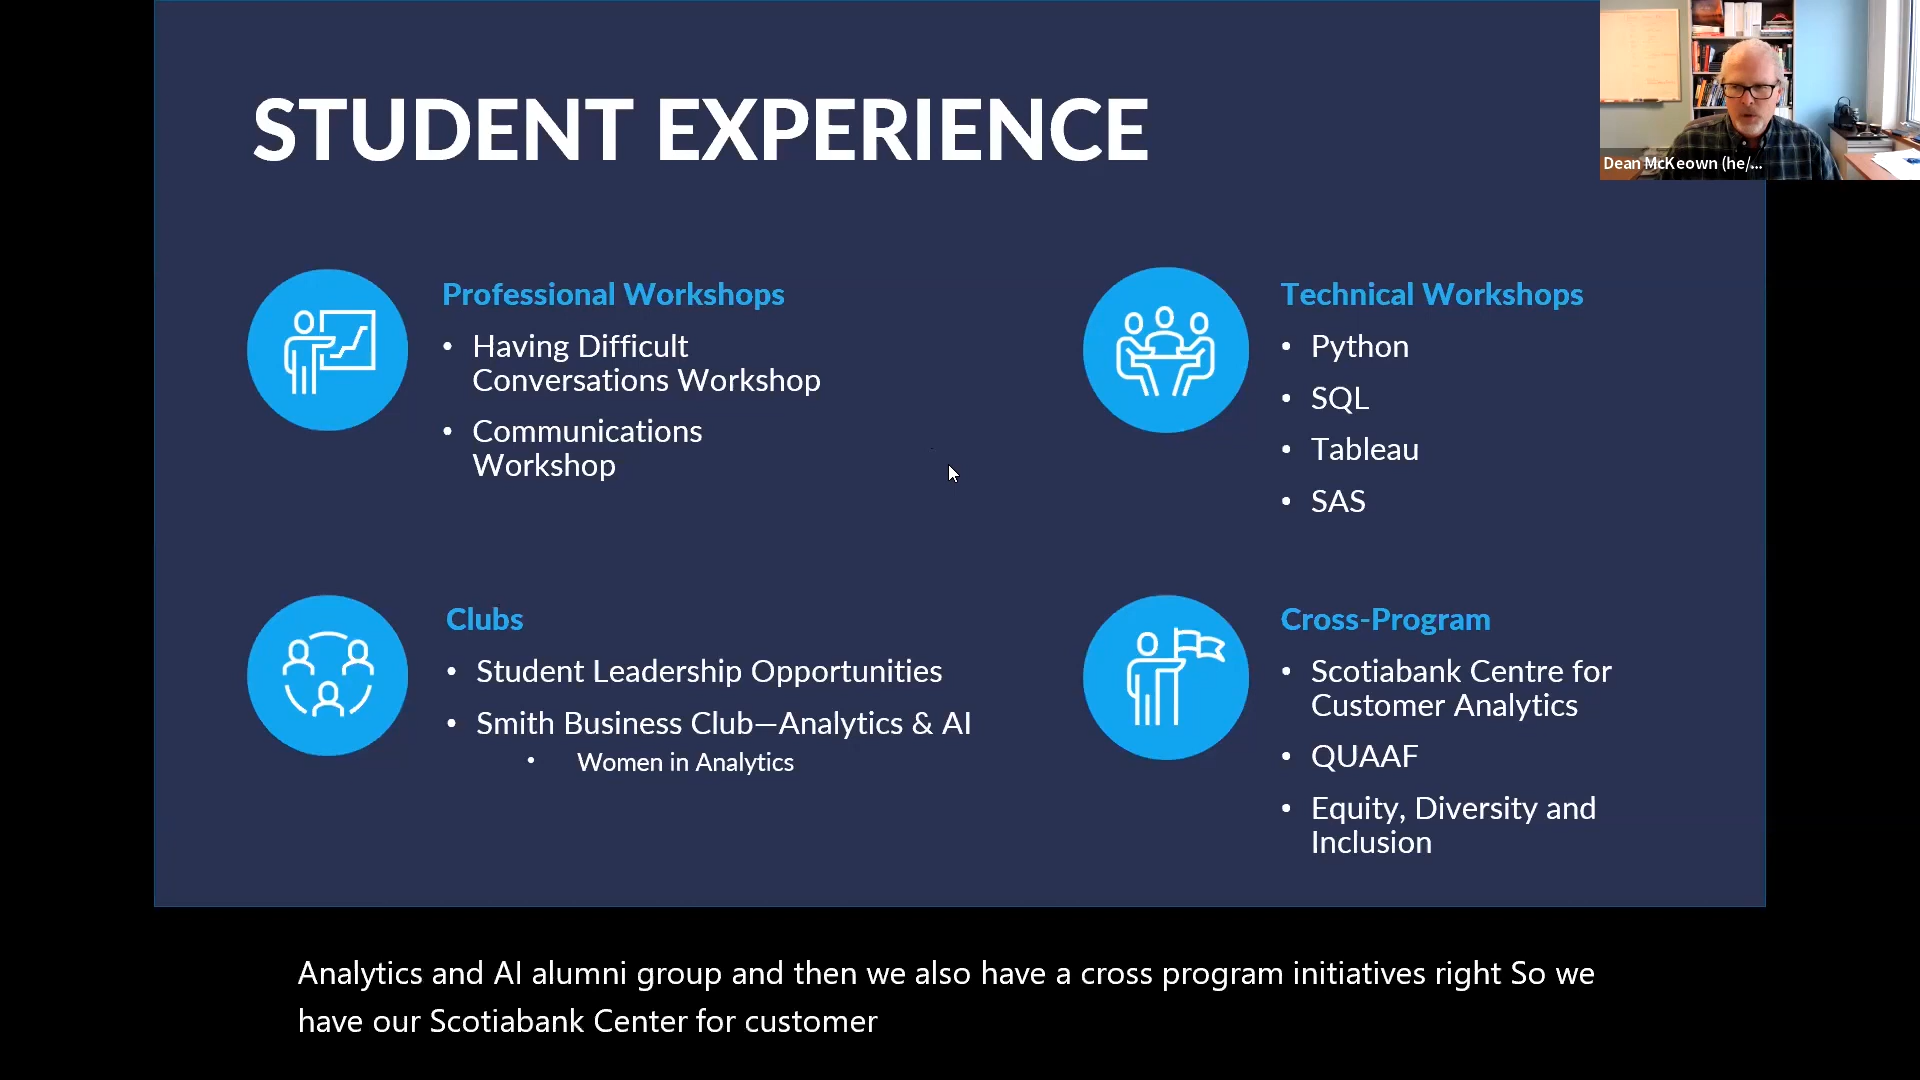 STUDENT EXPERIENCE
Dean McKeown (he/...
Professional Workshops
• Having Difficult
Conversations Workshop
• Communications
Workshop
Technical Workshops
• Python
• SQL
• Tableau
• SAS
Clubs
• Student Leadership Opportunities
• Smith Business Club—Analytics & AI
• Women in Analytics
Cross-Program
• Scotiabank Centre for
Customer Analytics
• QUAAF
• Equity, Diversity and
Inclusion
Analytics and AI alumni group and then we also have a cross program initiatives right So we
have our Scotiabank Center for customer